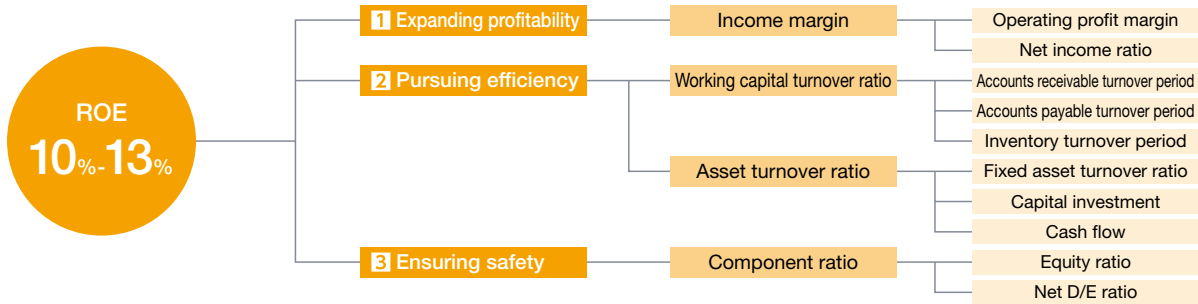 ROE
10%-13%
1 Expanding profitability
Income margin
Operating profit margin
Net income ratio
2 Pursuing efficiency
Working capital turnover ratio
Accounts receivable turnover period
Accounts payable turnover period
Inventory turnover period
Asset turnover ratio
Fixed asset turnover ratio
Capital investment
Cash flow
3 Ensuring safety
Component ratio
Equity ratio
Net D/E ratio